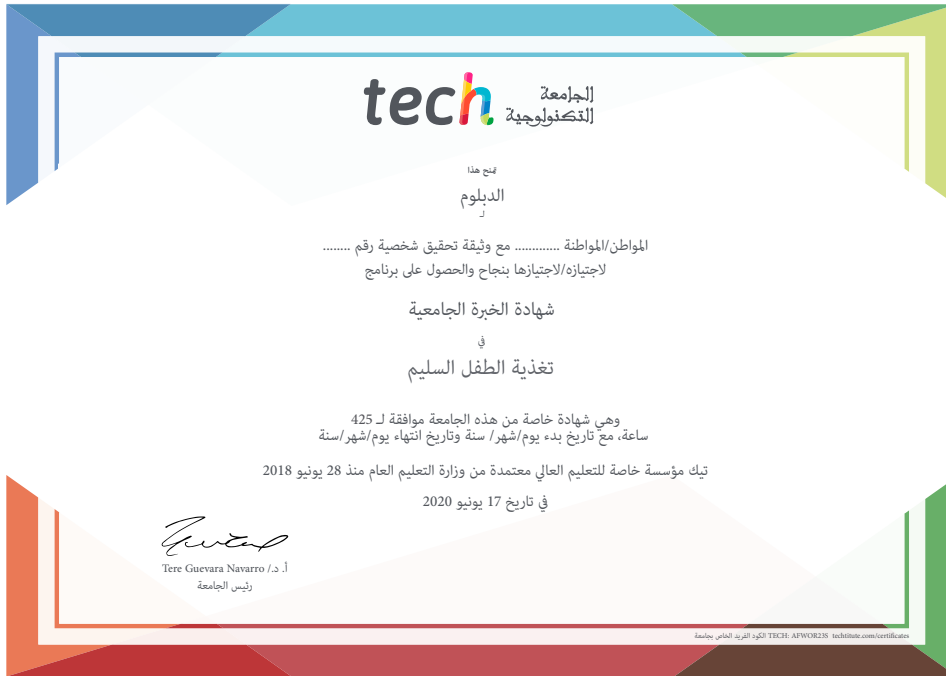 tech الجامعة
التكنولوجية
تمنح هذا
الدبلوم
لـ
المواطن/المواطنة ............ مع وثيقة تحقيق شخصية رقم ........
لاجتيازه/لاجتيازها بنجاح والحصول على برنامج
شهادة الخبرة الجامعية
في
تغذية الطفل السليم
وهي شهادة خاصة من هذه الجامعة موافقة لـ 425
ساعة، مع تاريخ بدء يوم/شهر/ سنة وتاريخ انتهاء يوم/شهر/سنة
تيك مؤسسة خاصة للتعليم العالي معتمدة من وزارة التعليم العام منذ 28 يونيو 2018
في تاريخ 17 يونيو 2020
أ. د./ Tere Guevara Navarro
رئيس الجامعة
الكود الفريد الخاص بجامعة TECH: AFWOR23S techtitute.com/certificates